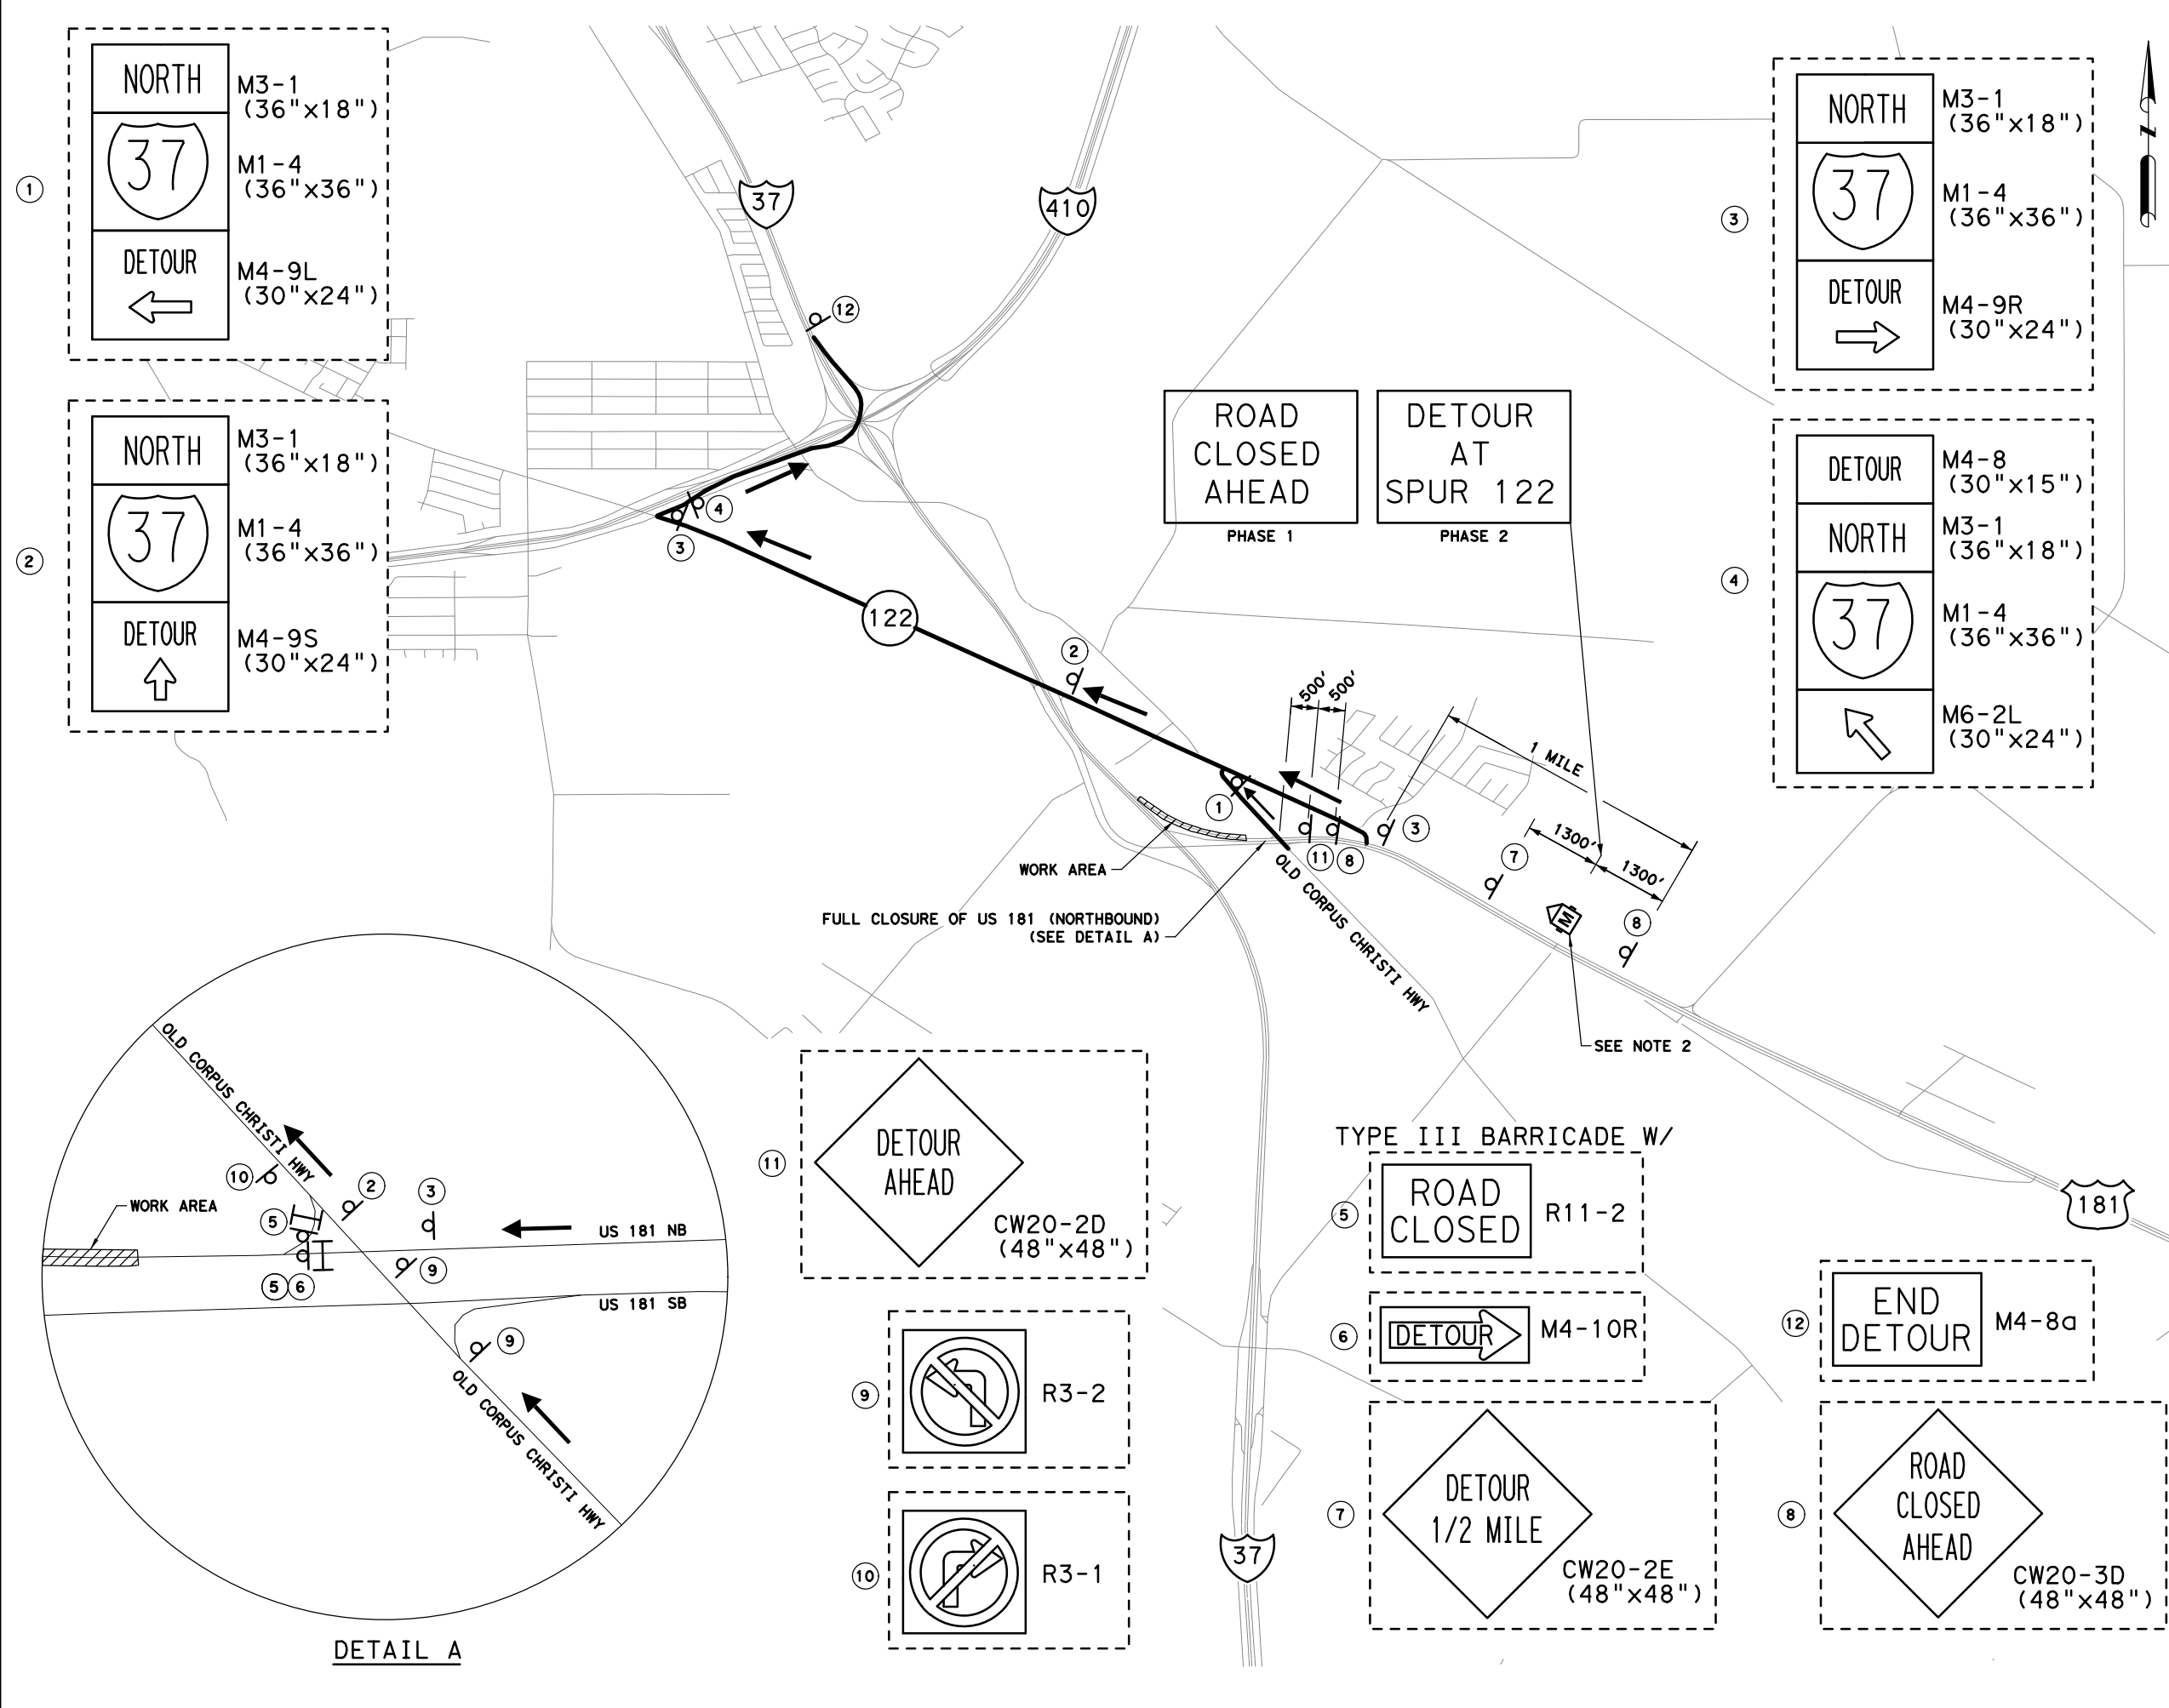 NORTH
M3-1
(36"x18")
37
M1-4
(36"x36")
DETOUR
M4-9L
(30"x24")
1
NORTH
M3-1
(36"x18")
37
M1-4
(36"x36")
DETOUR
M4-9S
(30"x24")
2
37
410
12
4
3
122
2
1
11
8
3
7
8
ROAD
CLOSED
AHEAD
PHASE 1
DETOUR
AT
SPUR 122
PHASE 2
500'
500'
1 MILE
1300'
1300'
M
SEE NOTE 2
WORK AREA
FULL CLOSURE OF US 181 (NORTHBOUND)
(SEE DETAIL A)
OLD CORPUS CHRISTI HWY
181
37
N
NORTH
M3-1
(36"x18")
37
M1-4
(36"x36")
DETOUR
M4-9R
(30"x24")
3
DETOUR
M4-8
(30"x15")
NORTH
M3-1
(36"x18")
37
M1-4
(36"x36")
M6-2L
(30"x24")
4
OLD CORPUS CHRISTI HWY
10
2
3
5
WORK AREA
US 181 NB
9
5
6
US 181 SB
9
OLD CORPUS CHRISTI HWY
DETAIL A
11
DETOUR
AHEAD
CW20-2D
(48"x48")
9
R3-2
10
R3-1
TYPE III BARRICADE W/
5
ROAD
CLOSED
R11-2
6
DETOUR
M4-10R
7
DETOUR
1/2 MILE
CW20-2E
(48"x48")
12
END
DETOUR
M4-8a
8
ROAD
CLOSED
AHEAD
CW20-3D
(48"x48")